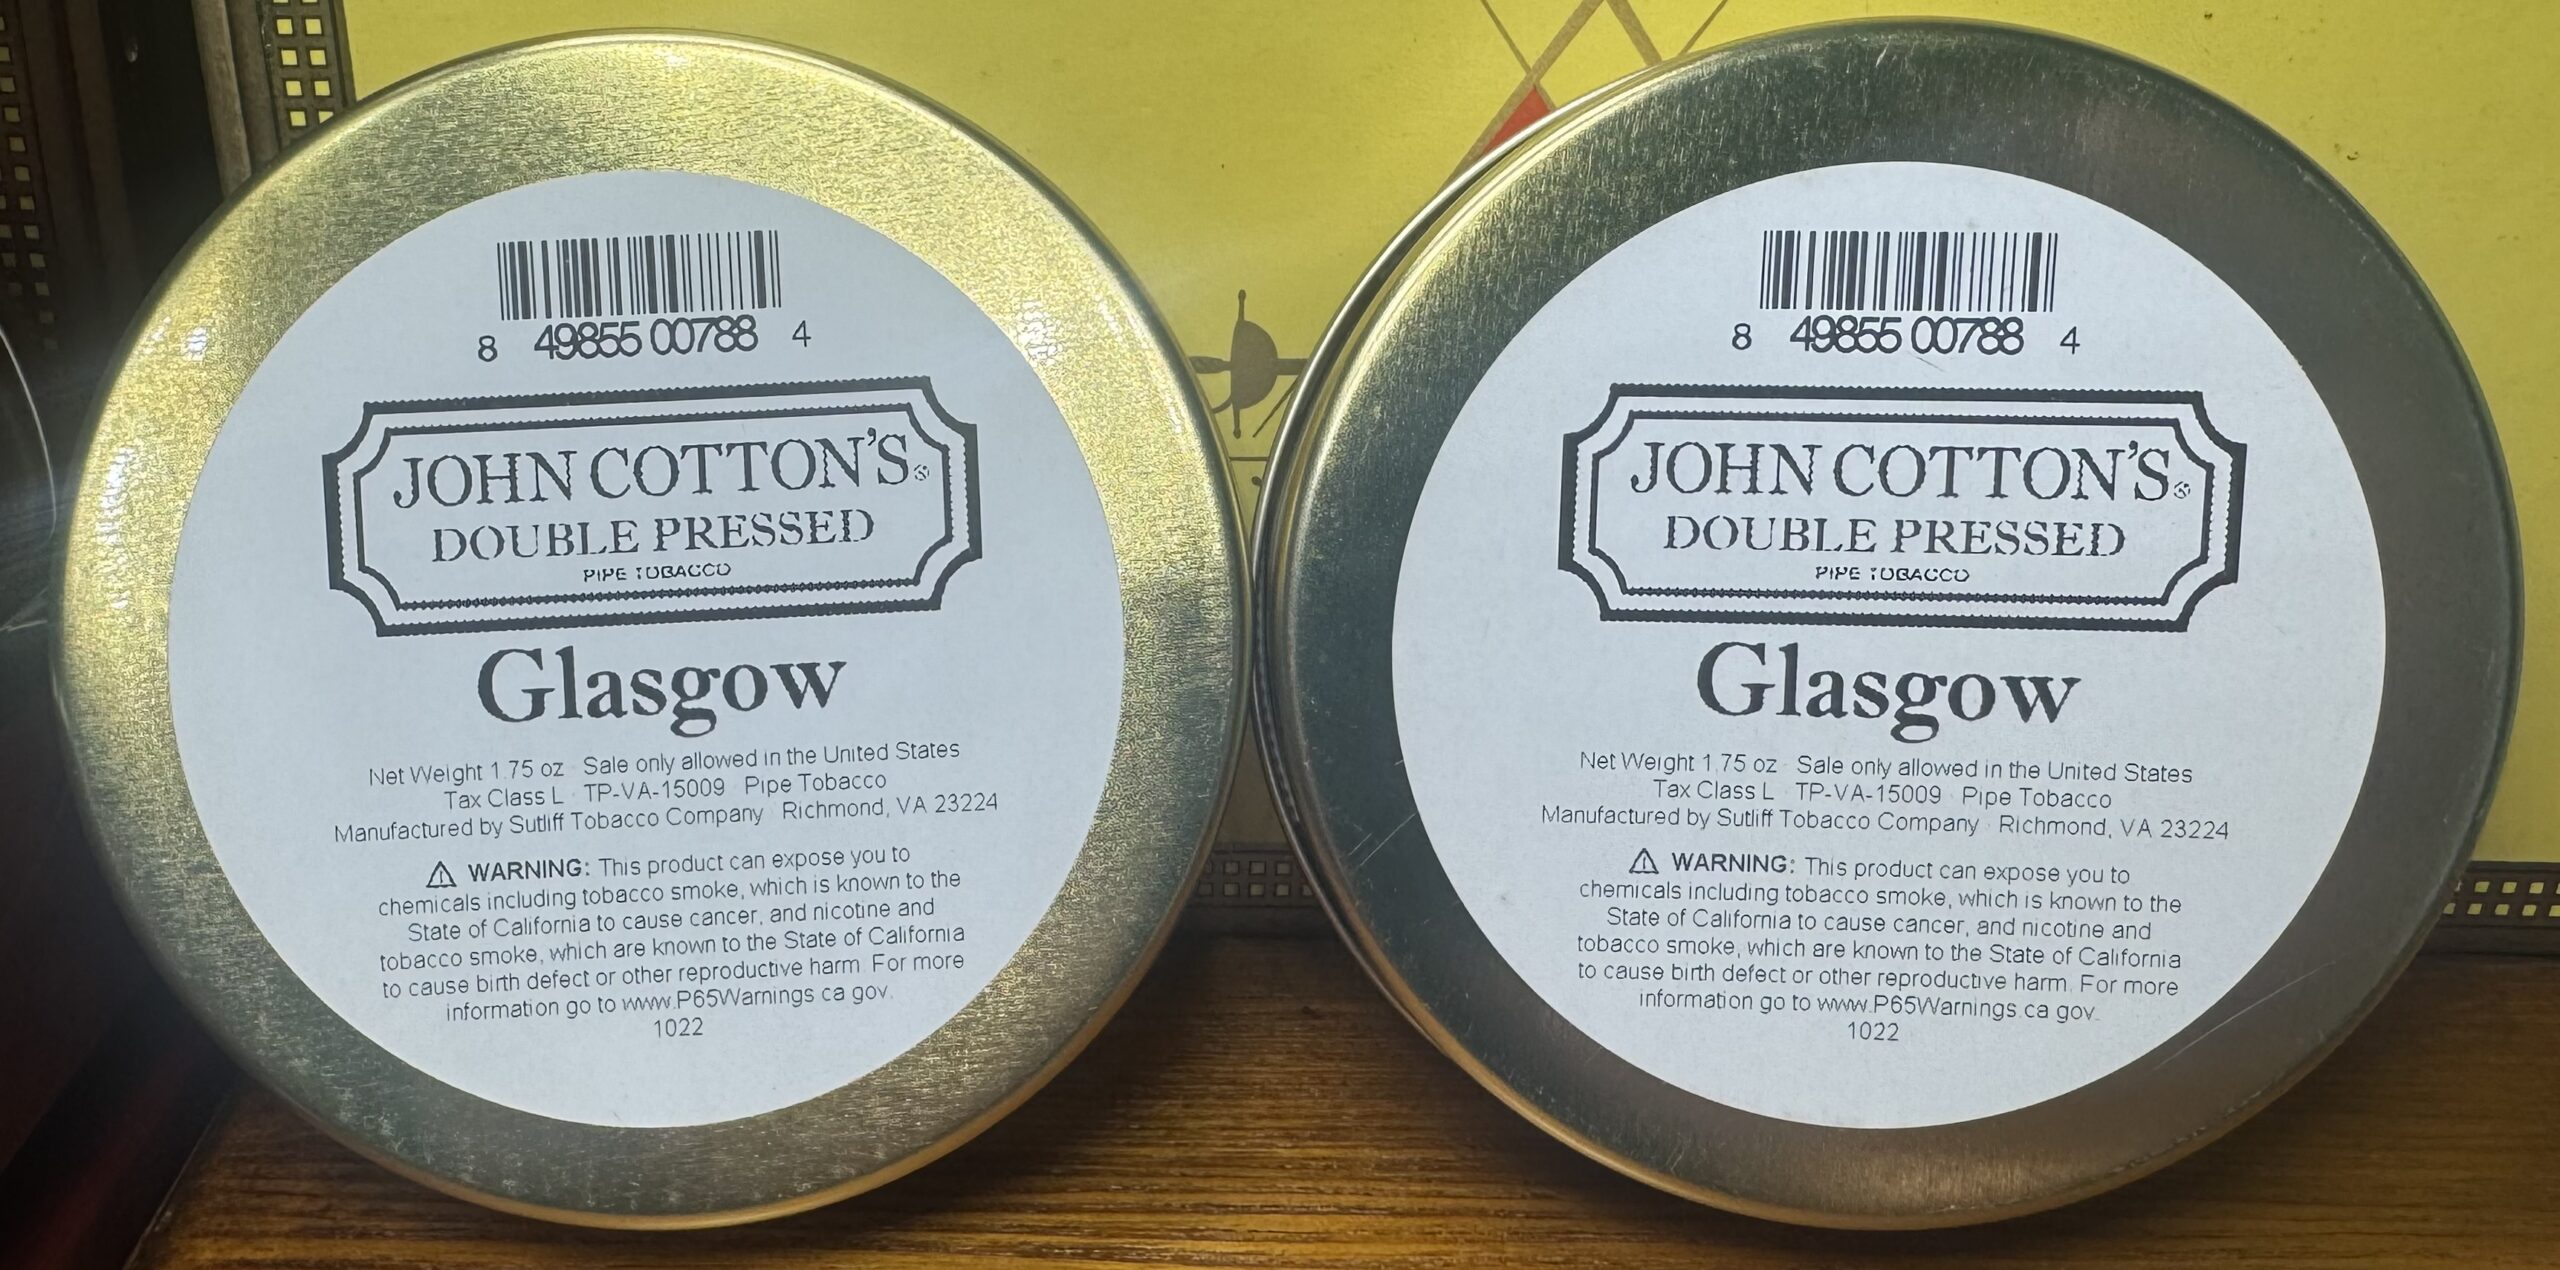 8 49855 00788 4
JOHN COTTON'S®
DOUBLE PRESSED
PIPE TOBACCO
Glasgow
Net Weight 1.75 oz · Sale only allowed in the United States
Tax Class L · TP-VA-15009 · Pipe Tobacco
Manufactured by Sutliff Tobacco Company · Richmond, VA 23224
⚠ WARNING: This product can expose you to
chemicals including tobacco smoke, which is known to the
State of California to cause cancer, and nicotine and
tobacco smoke, which are known to the State of California
to cause birth defect or other reproductive harm. For more
information go to www.P65Warnings.ca.gov.
1022
8 49855 00788 4
JOHN COTTON'S®
DOUBLE PRESSED
PIPE TOBACCO
Glasgow
Net Weight 1.75 oz · Sale only allowed in the United States
Tax Class L · TP-VA-15009 · Pipe Tobacco
Manufactured by Sutliff Tobacco Company · Richmond, VA 23224
⚠ WARNING: This product can expose you to
chemicals including tobacco smoke, which is known to the
State of California to cause cancer, and nicotine and
tobacco smoke, which are known to the State of California
to cause birth defect or other reproductive harm. For more
information go to www.P65Warnings.ca.gov.
1022